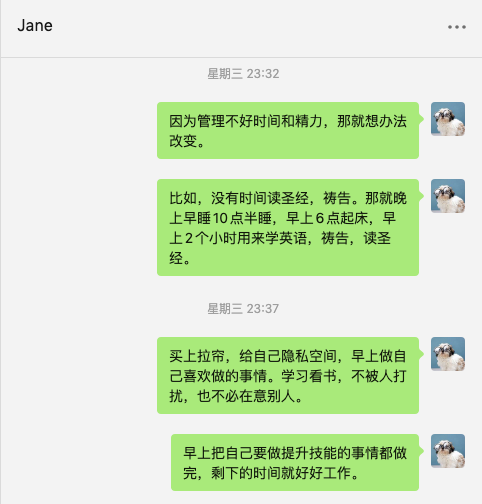 Jane
星期三 23:32
因为管理不好时间和精力，那就想办法
改变。
比如，没有时间读圣经，祷告。那就晚
上早睡10点半睡，早上6点起床，早
上2个小时用来学英语，祷告，读圣
经。
星期三 23:37
买上拉帘，给自己隐私空间，早上做自
己喜欢做的事情。学习看书，不被人打
扰，也不必在意别人。
早上把自己要做提升技能的事情都做
完，剩下的时间就好好工作。